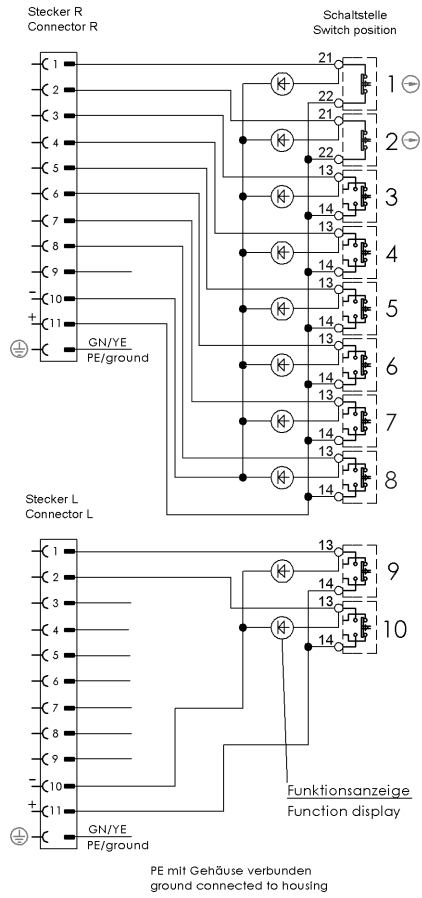 Stecker R
Connector R
Schaltstelle
Switch position
1 21
22 1
2 21
22 2
3 13
14 3
4 13
14 4
5 13
14 5
6 13
14 6
7 13
14 7
8 13
14 8
9
- 10
+ 11
GN/YE
PE/ground
Stecker L
Connector L
1 13
14 9
2 13
14 10
3
4
5
6
7
8
9
- 10
+ 11
Funktionsanzeige
Function display
GN/YE
PE/ground
PE mit Gehäuse verbunden
ground connected to housing